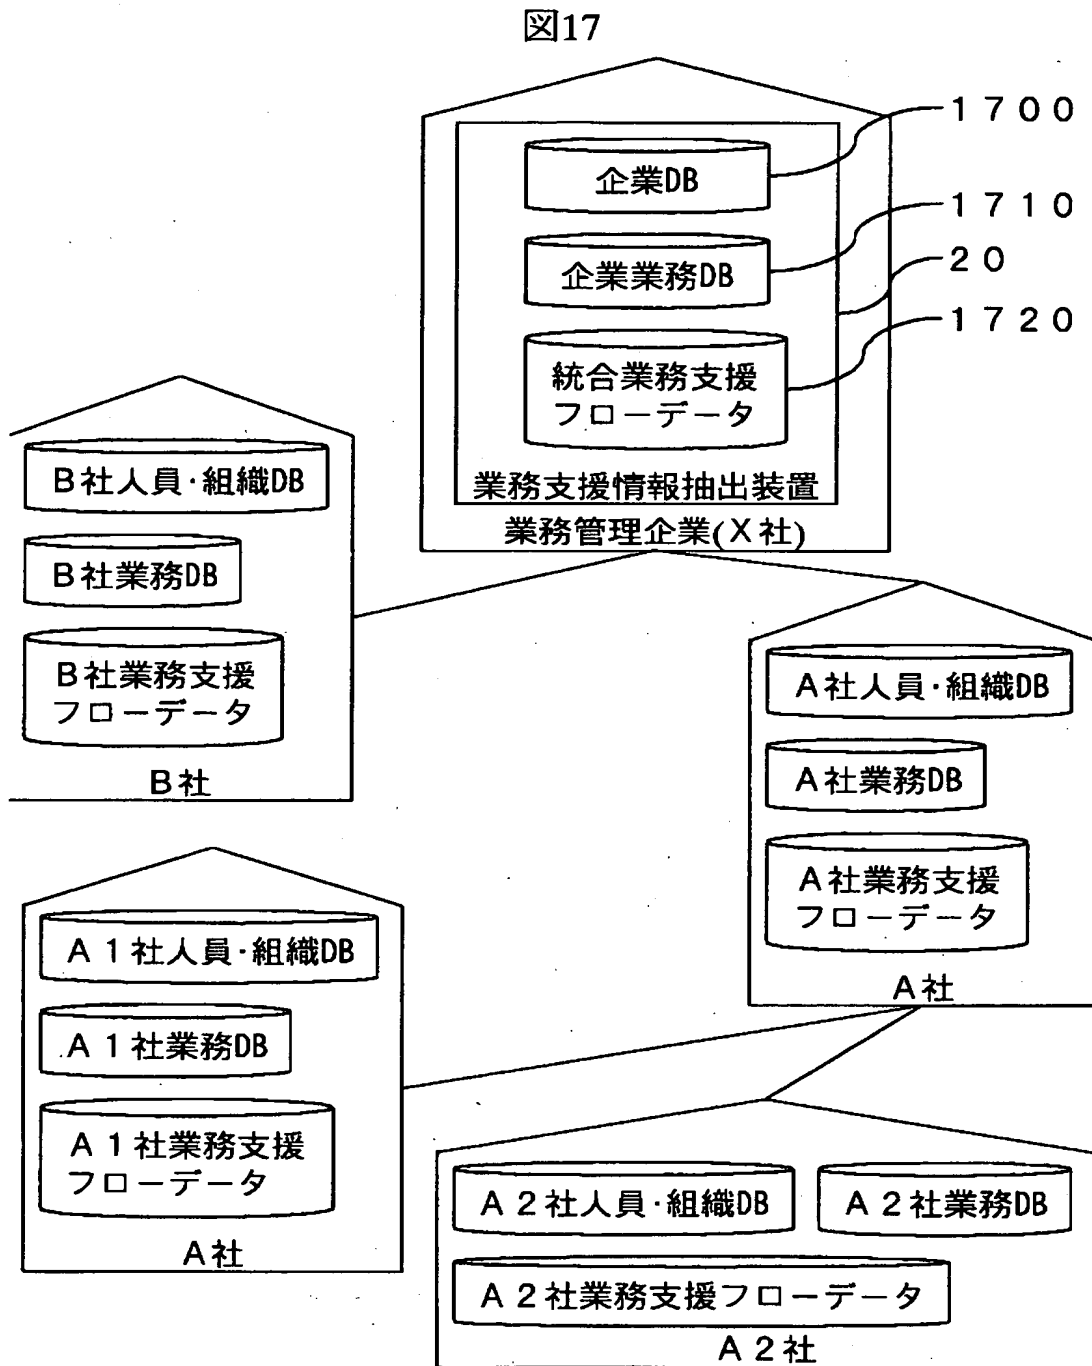 図17
企業DB
企業業務DB
統合業務支援
フローデータ
業務支援情報抽出装置
業務管理企業(X社)
1700
1710
20
1720
B社人員・組織DB
B社業務DB
B社業務支援
フローデータ
B社
A社人員・組織DB
A社業務DB
A社業務支援
フローデータ
A社
A1社人員・組織DB
A1社業務DB
A1社業務支援
フローデータ
A社
A2社人員・組織DB
A2社業務DB
A2社業務支援フローデータ
A2社